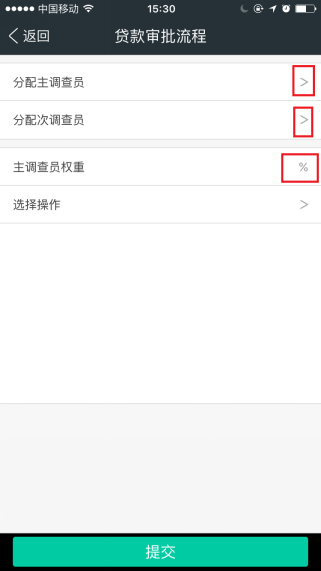 中国移动 15:30
返回 贷款审批流程
分配主调查员 >
分配次调查员 >
主调查员权重 %
选择操作 >
提交